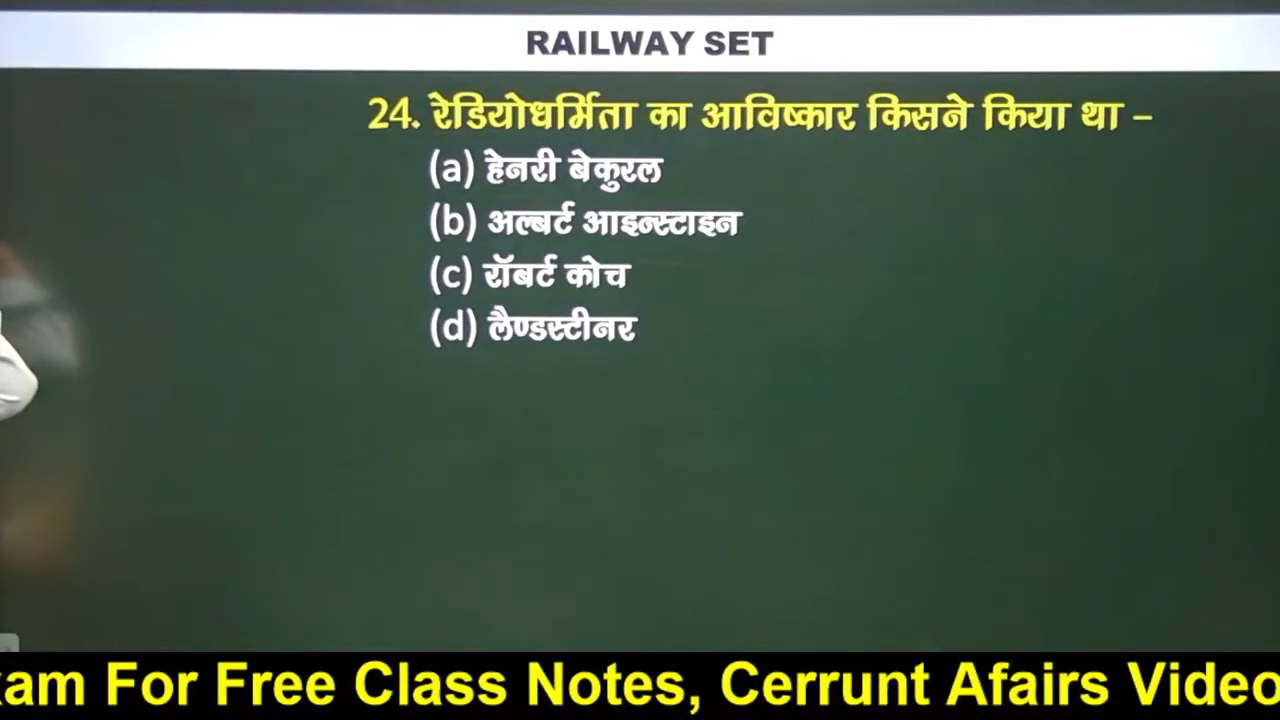 RAILWAY SET
24. रेडियोधर्मिता का आविष्कार किसने किया था –
(a) हेनरी बेकुरल
(b) अल्बर्ट आइन्स्टाइन
(c) रॉबर्ट कोच
(d) लैण्डस्टीनर
am For Free Class Notes, Cerrunt Afairs Video